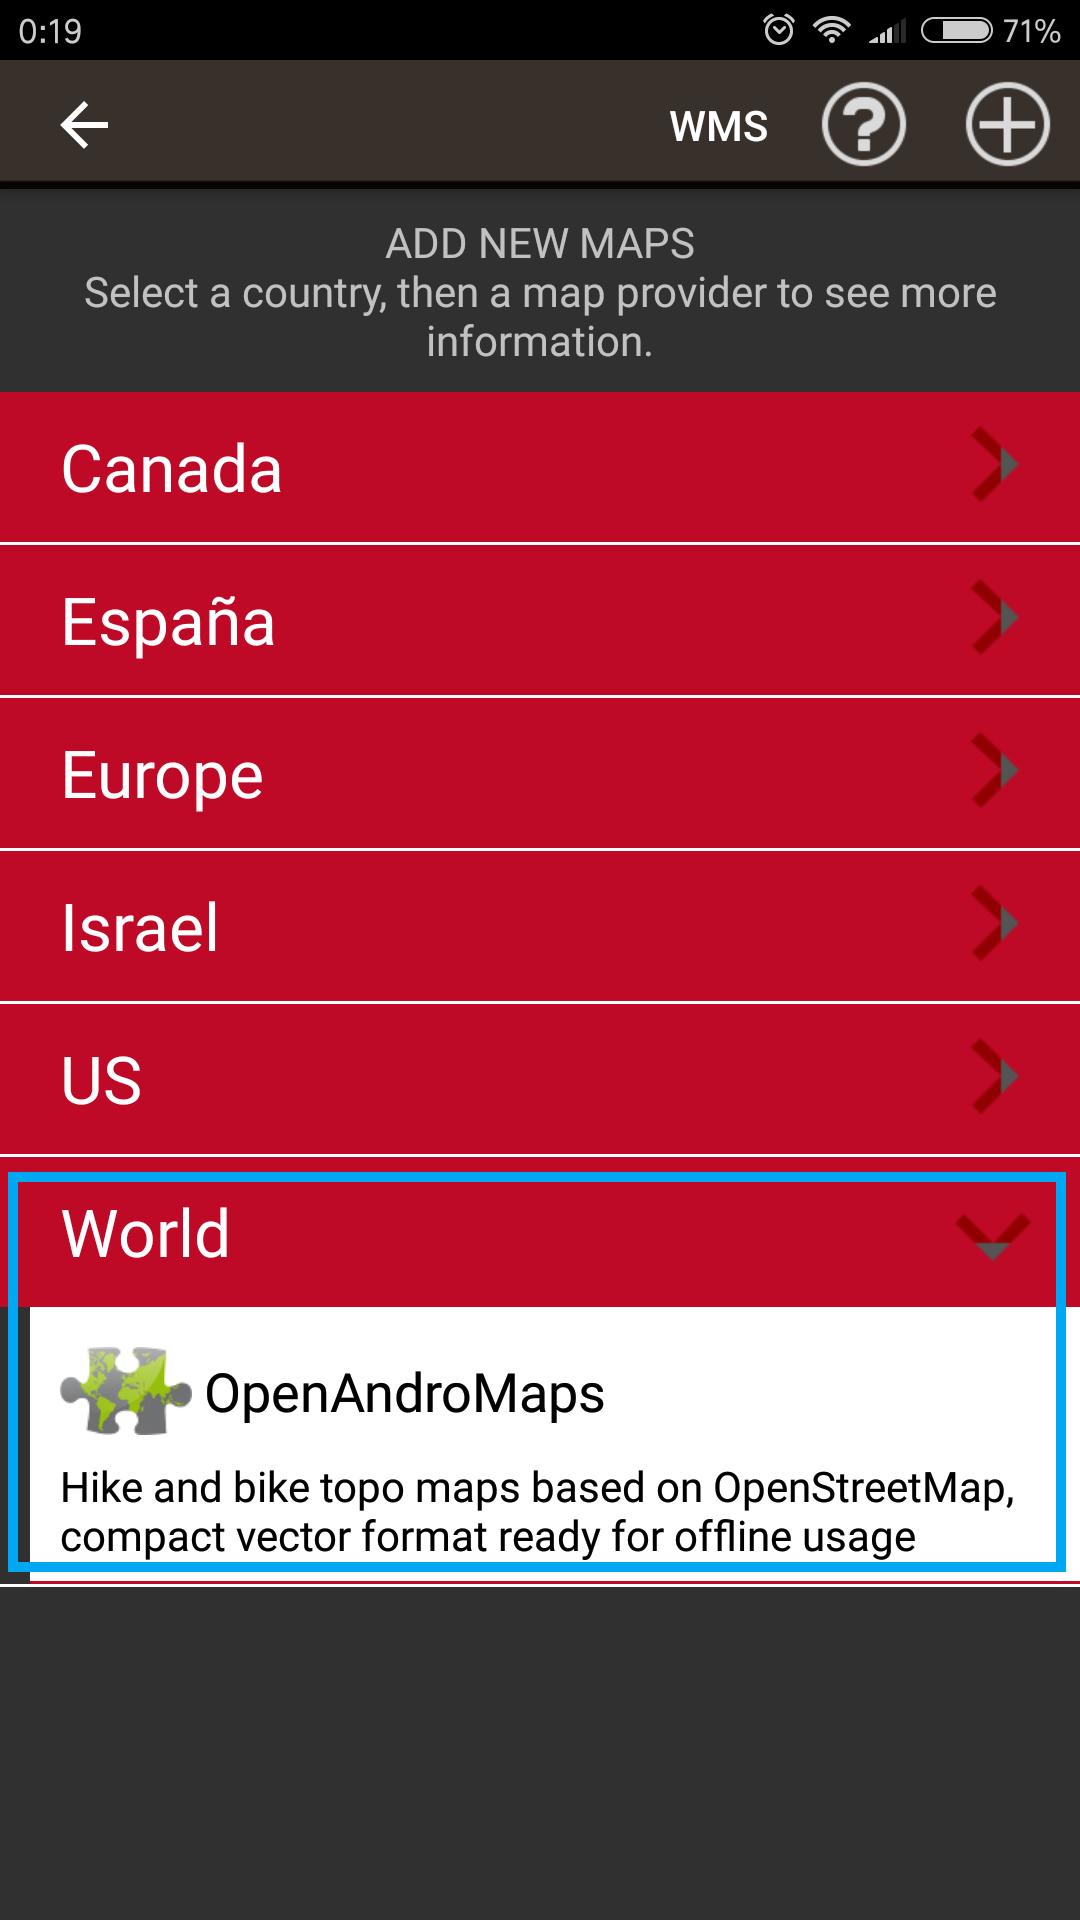 0:19
71%
WMS
ADD NEW MAPS
Select a country, then a map provider to see more
information.
Canada
España
Europe
Israel
US
World
OpenAndroMaps
Hike and bike topo maps based on OpenStreetMap,
compact vector format ready for offline usage